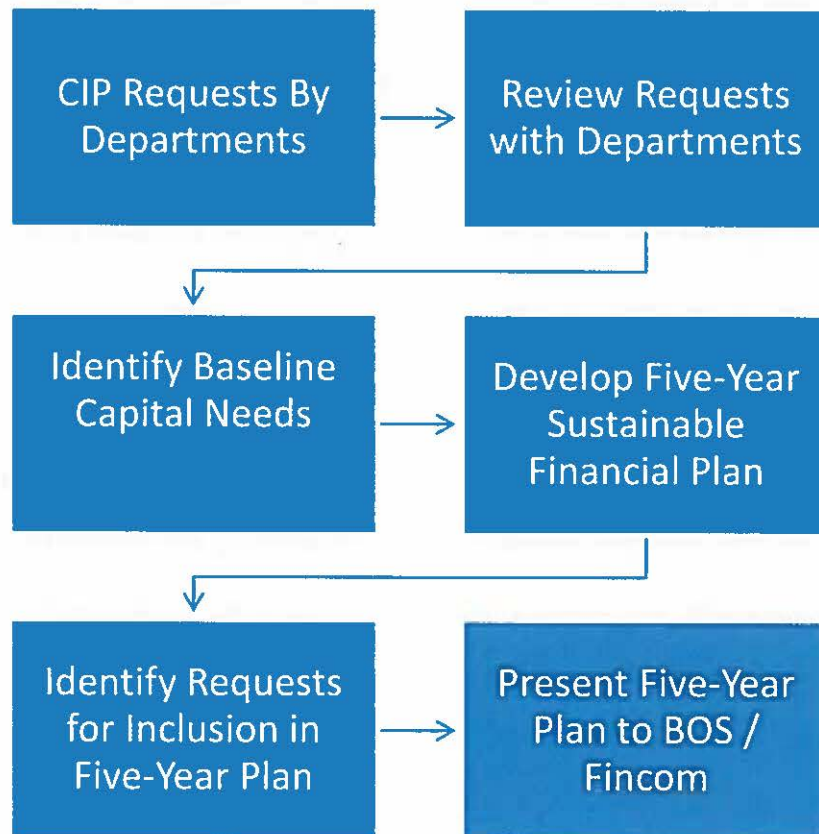 CIP Requests By
Departments
Review Requests
with Departments
Identify Baseline
Capital Needs
Develop Five-Year
Sustainable
Financial Plan
Identify Requests
for Inclusion in
Five-Year Plan
Present Five-Year
Plan to BOS /
Fincom